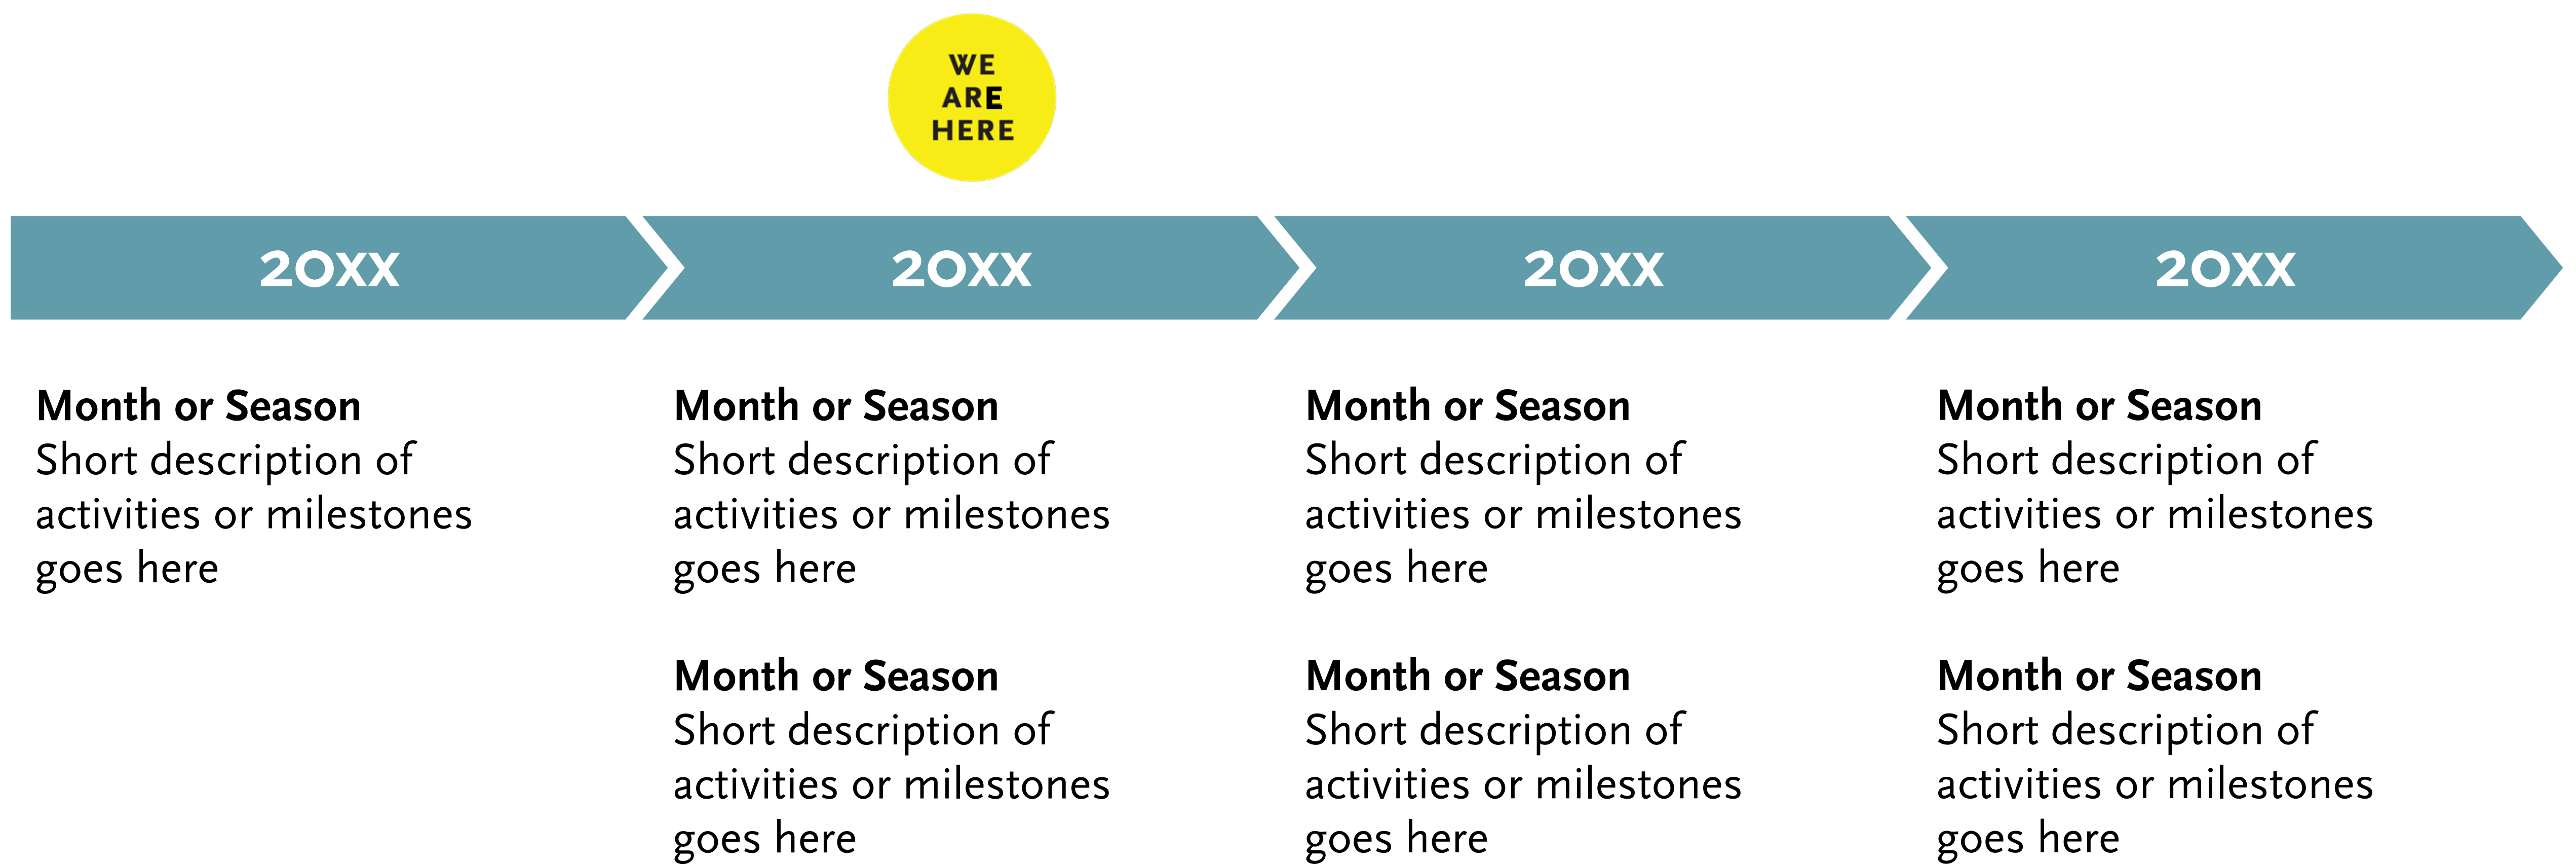 WE
ARE
HERE
20XX
20XX
20XX
20XX
Month or Season
Short description of
activities or milestones
goes here
Month or Season
Short description of
activities or milestones
goes here
Month or Season
Short description of
activities or milestones
goes here
Month or Season
Short description of
activities or milestones
goes here
Month or Season
Short description of
activities or milestones
goes here
Month or Season
Short description of
activities or milestones
goes here
Month or Season
Short description of
activities or milestones
goes here